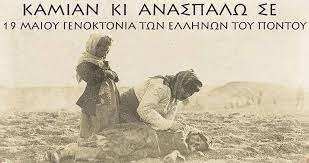 ΚΑΜΙΑΝ ΚΙ ΑΝΑΣΠΑΛΩ ΣΕ
19 ΜΑΙΟΥ ΓΕΝΟΚΤΟΝΙΑ ΤΩΝ ΕΛΛΗΝΩΝ ΤΟΥ ΠΟΝΤΟΥ